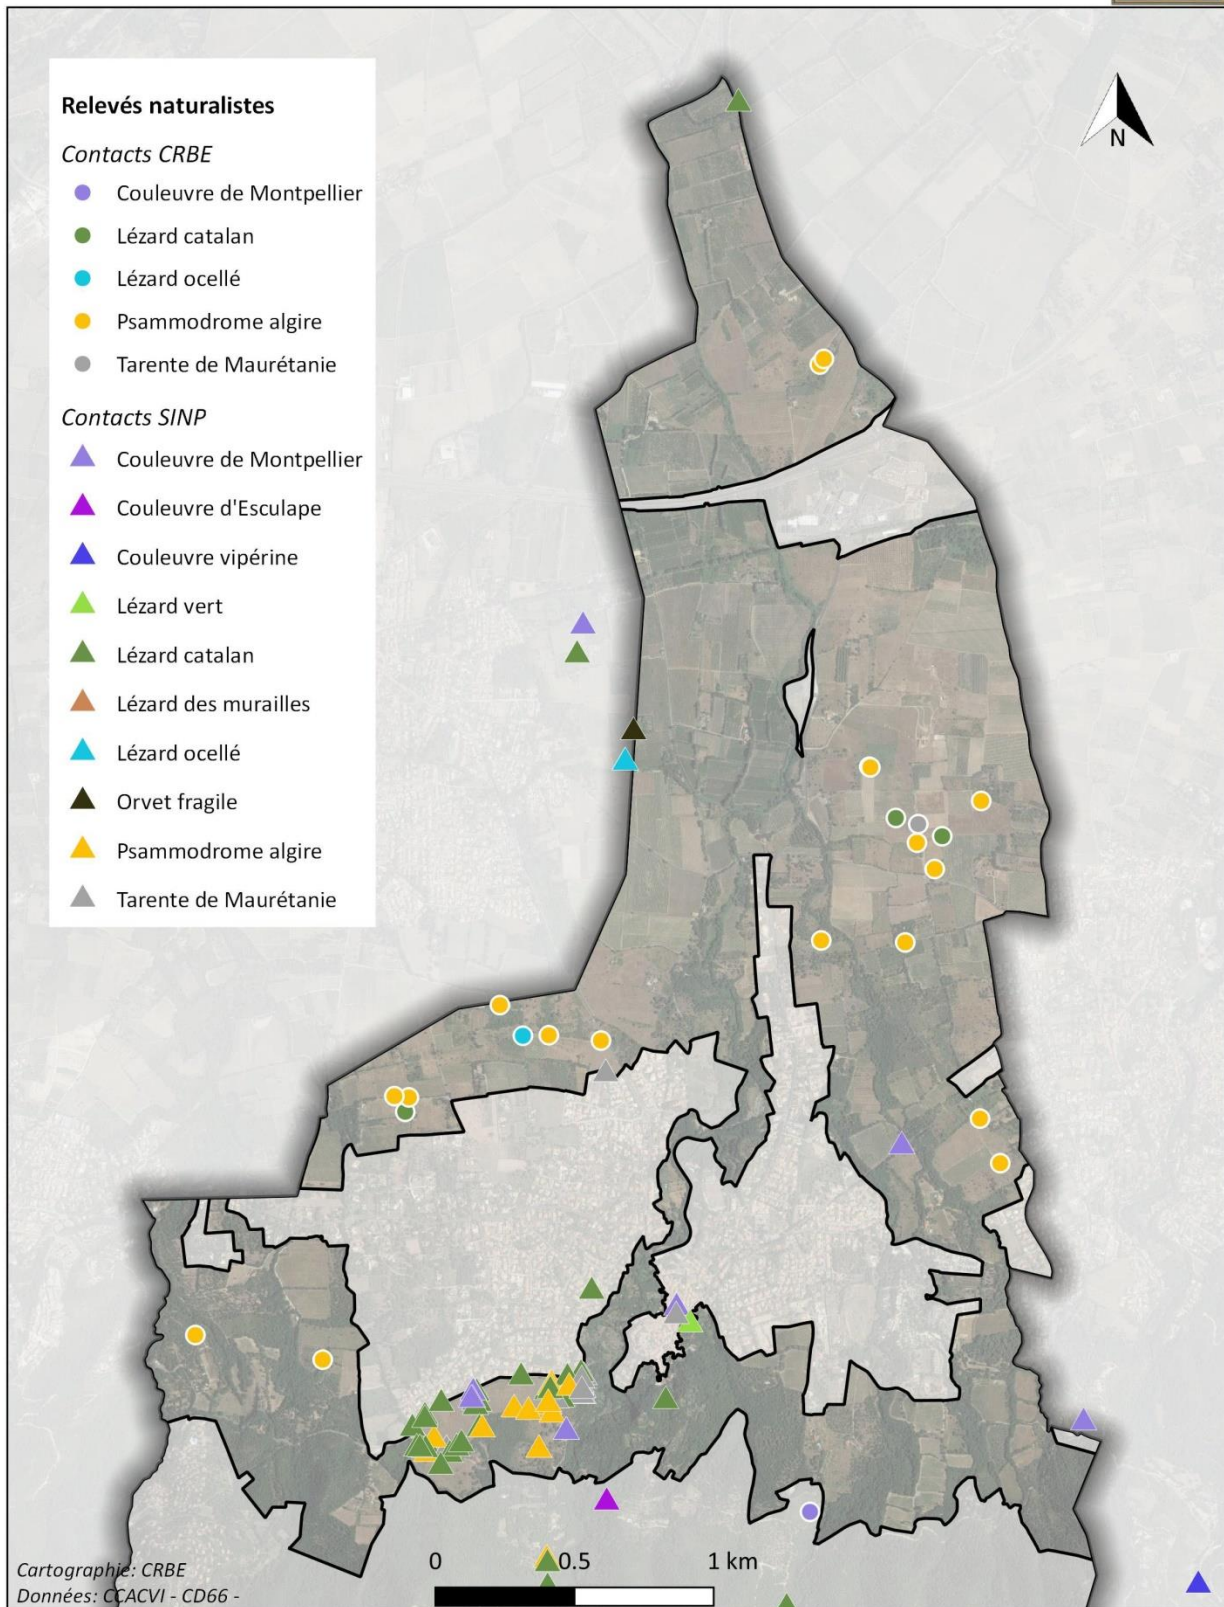 Relevés naturalistes
Contacts CRBE
Couleuvre de Montpellier
Lézard catalan
Lézard ocellé
Psammodrome algire
Tarente de Maurétanie
Contacts SINP
Couleuvre de Montpellier
Couleuvre d'Esculape
Couleuvre vipérine
Lézard vert
Lézard catalan
Lézard des murailles
Lézard ocellé
Orvet fragile
Psammodrome algire
Tarente de Maurétanie
N
0 0.5 1 km
Cartographie: CRBE
Données: CCACVI - CD66 -